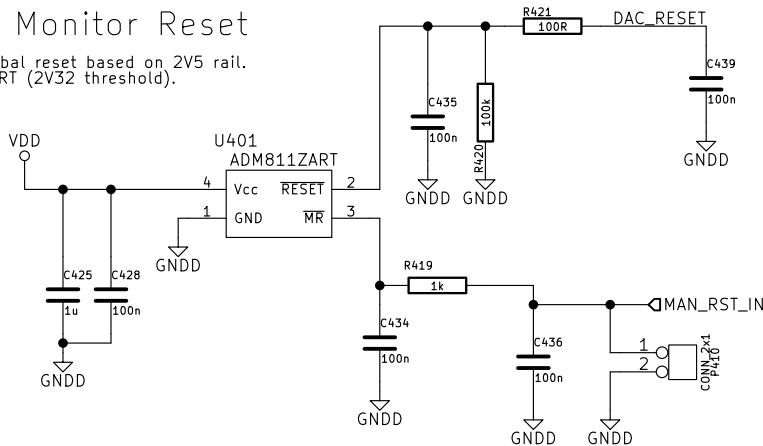 Monitor Reset
bal reset based on 2V5 rail.
RT (2V32 threshold).
R421
100R
DAC_RESET
C439
100n
GNDD
C435
100n
GNDD
100k
R420
GNDD
VDD
U401
ADM811ZART
4 Vcc RESET 2
1 GND MR 3
GNDD
C425
1u
C428
100n
GNDD
R419
1k
C434
100n
GNDD
MAN_RST_IN
C436
100n
GNDD
1
2
CONN_2x1
P410
GNDD